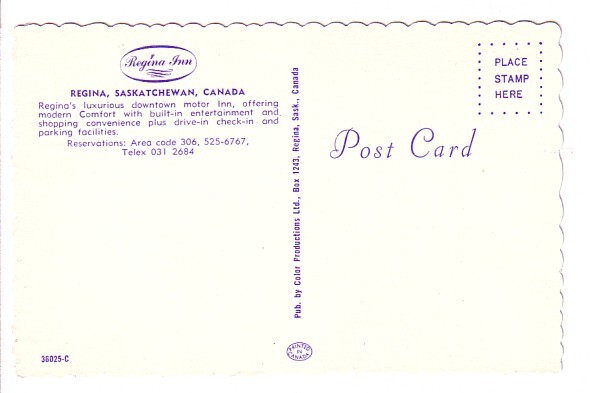 Regina Inn
REGINA, SASKATCHEWAN, CANADA
Regina's luxurious downtown motor Inn, offering
modern Comfort with built-in entertainment and
shopping convenience plus drive-in check-in and
parking facilities.
Reservations: Area code 306, 525-6767,
Telex 031 2684
36025-C
Pub. by Color Productions Ltd., Box 1243, Regina, Sask., Canada
PRINTED
IN
CANADA
Post Card
PLACE
STAMP
HERE